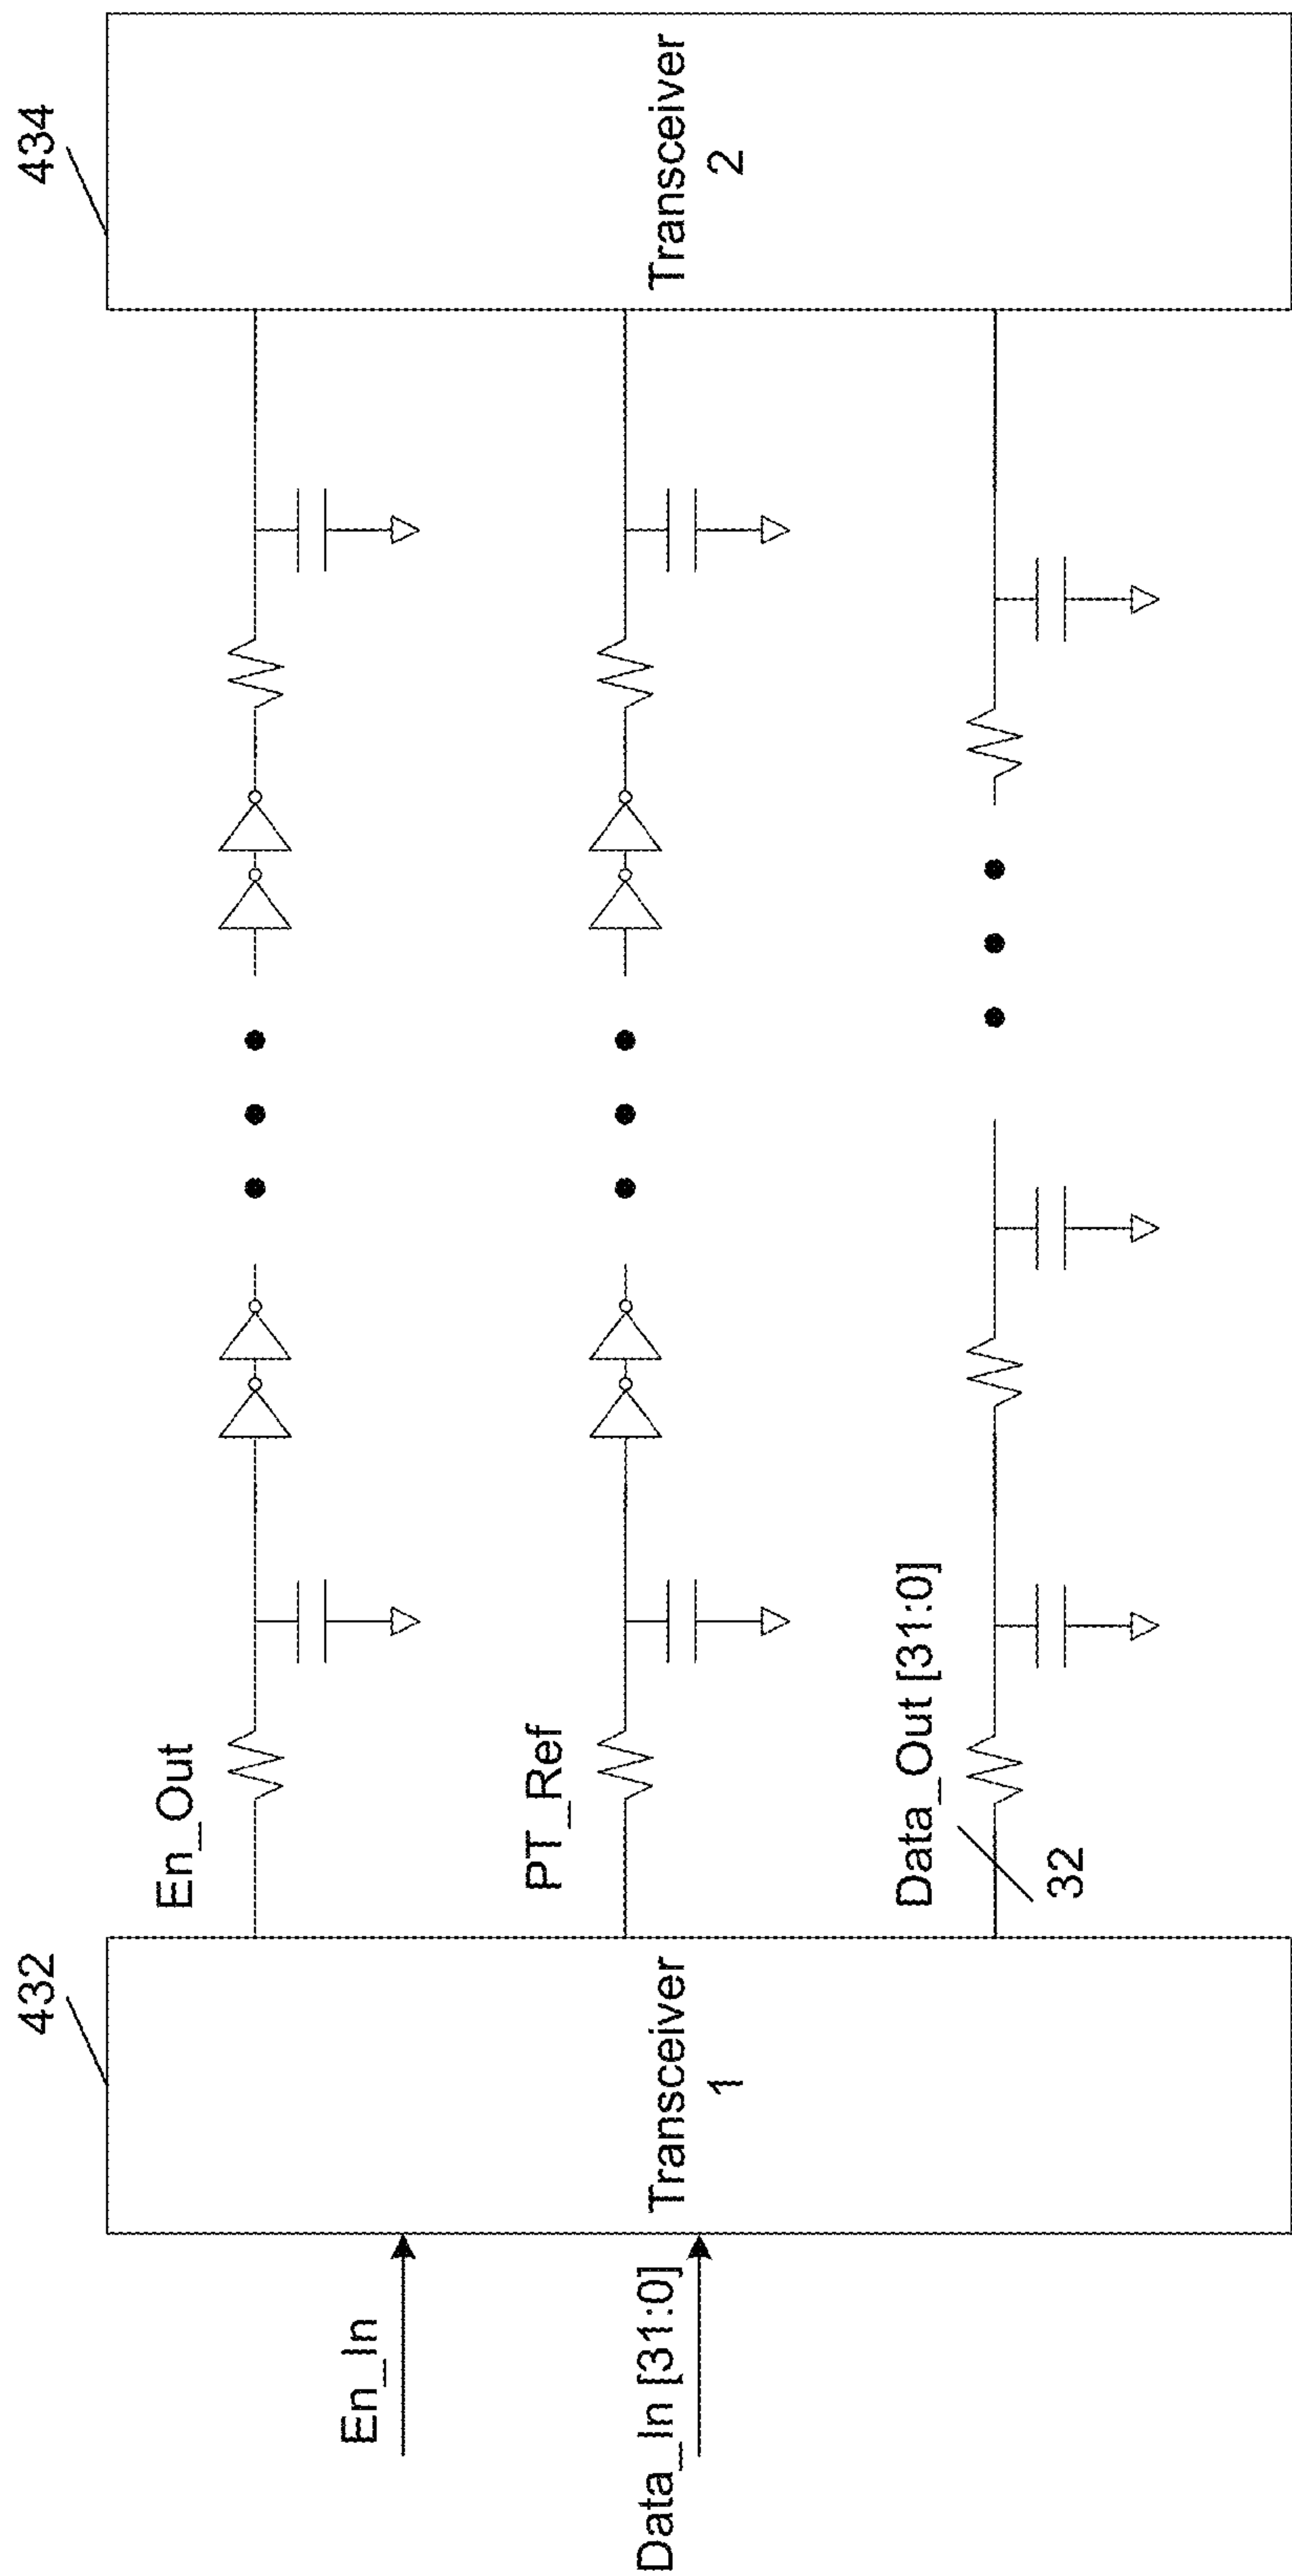 432
434
En_Out
En_In
PT_Ref
Transceiver
1
Transceiver
2
Data_In [31:0]
Data_Out [31:0]
32